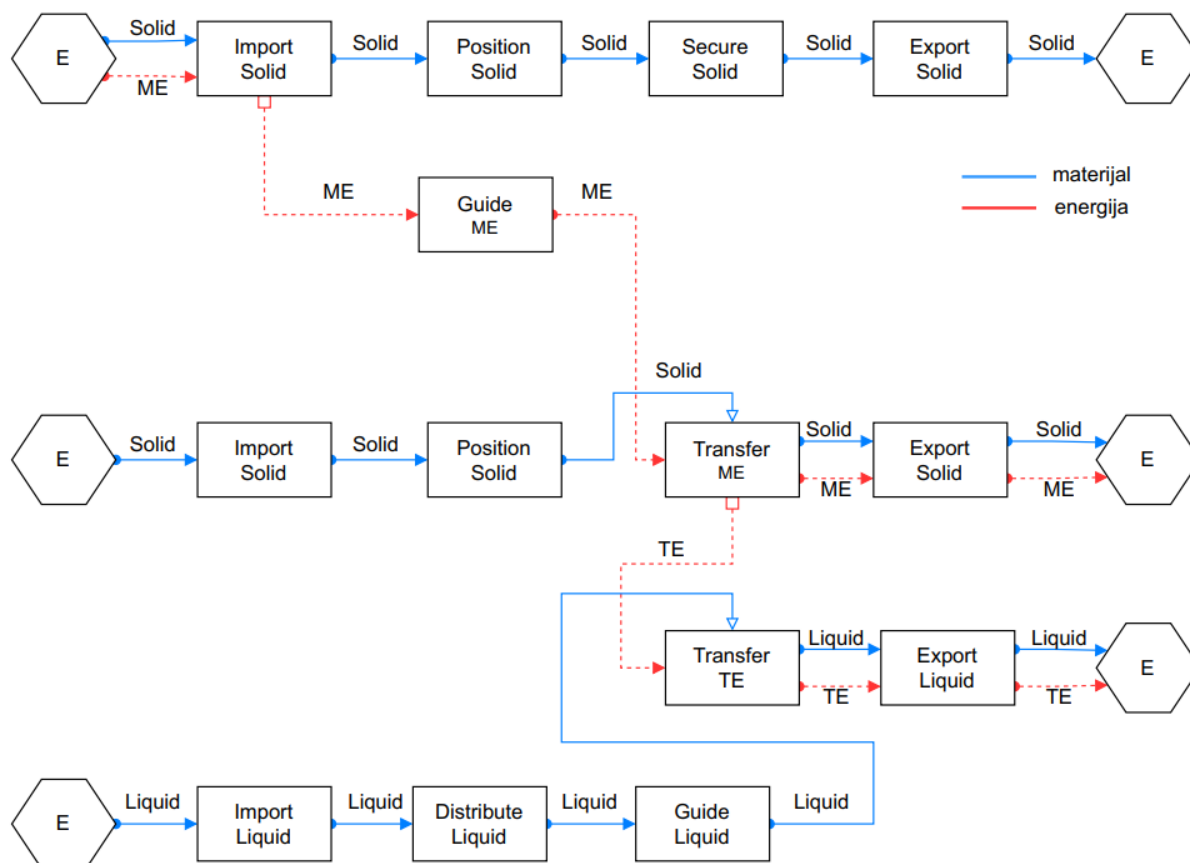 Solid
Solid
Solid
Solid
Solid
E
Import
Solid
Position
Solid
Secure
Solid
Export
Solid
E
ME
ME
Guide
ME
ME
materijal
energija
Solid
E
Solid
Import
Solid
Solid
Position
Solid
Transfer
ME
Solid
ME
Export
Solid
Solid
ME
E
TE
Transfer
TE
Liquid
TE
Export
Liquid
Liquid
TE
E
E
Liquid
Import
Liquid
Liquid
Distribute
Liquid
Liquid
Guide
Liquid
Liquid